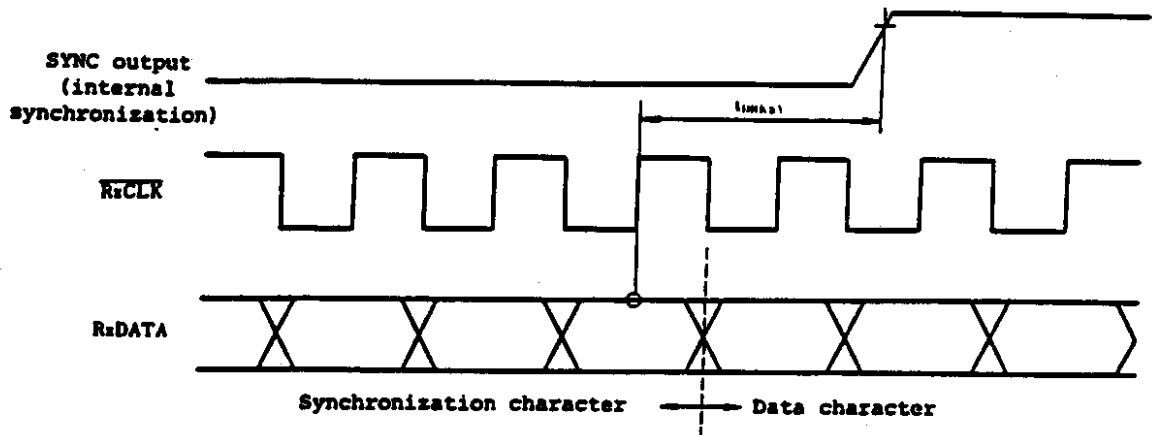 SYNC output
(internal
synchronization)
RxCLK
RxDATA
Synchronization character
Data character